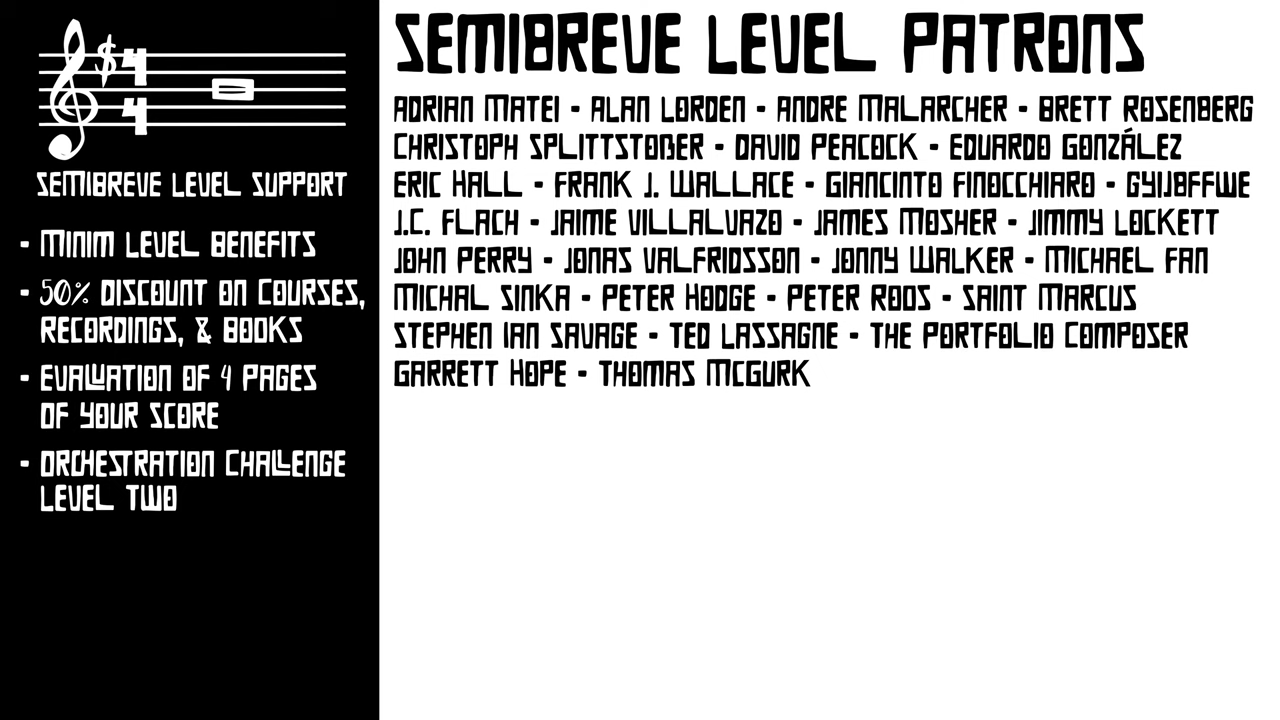 $4
4
SEMIBREVE LEVEL SUPPORT
- MINIM LEVEL BENEFITS
- 50% DISCOUNT ON COURSES,
RECORDINGS, & BOOKS
- EVALUATION OF 4 PAGES
OF YOUR SCORE
- ORCHESTRATION CHALLENGE
LEVEL TWO
SEMIBREVE LEVEL PATRONS
ADRIAN MATEI - ALAN LORDEN - ANDRE MALARCHER - BRETT ROSENBERG
CHRISTOPH SPLITTSTOßER - DAVID PEACOCK - EDUARDO GONZÁLEZ
ERIC HALL - FRANK J. WALLACE - GIANCINTO FINOCCHIARO - GYIJBFFWE
J.C. FLACH - JAIME VILLALVAZO - JAMES MOSHER - JIMMY LOCKETT
JOHN PERRY - JONAS VALFRIDSSON - JONNY WALKER - MICHAEL FAN
MICHAL SINKA - PETER HODGE - PETER ROOS - SAINT MARCUS
STEPHEN IAN SAVAGE - TED LASSAGNE - THE PORTFOLIO COMPOSER
GARRETT HOPE - THOMAS MCGURK